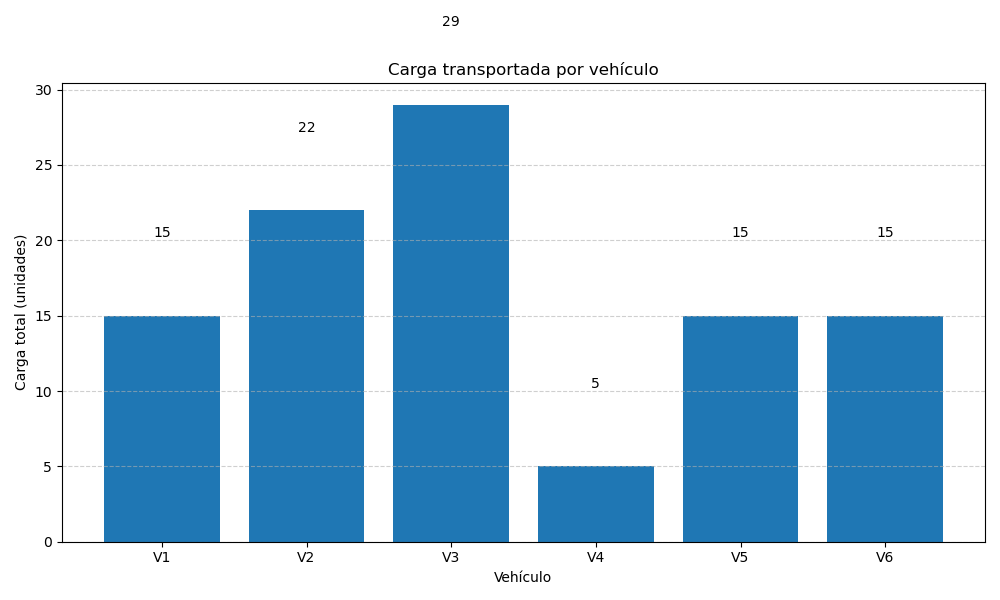 29
Carga transportada por vehículo
30
22
25
15
15
15
20
15
5
10
5
0
V1
V2
V3
V4
V5
V6
Vehículo
Carga total (unidades)